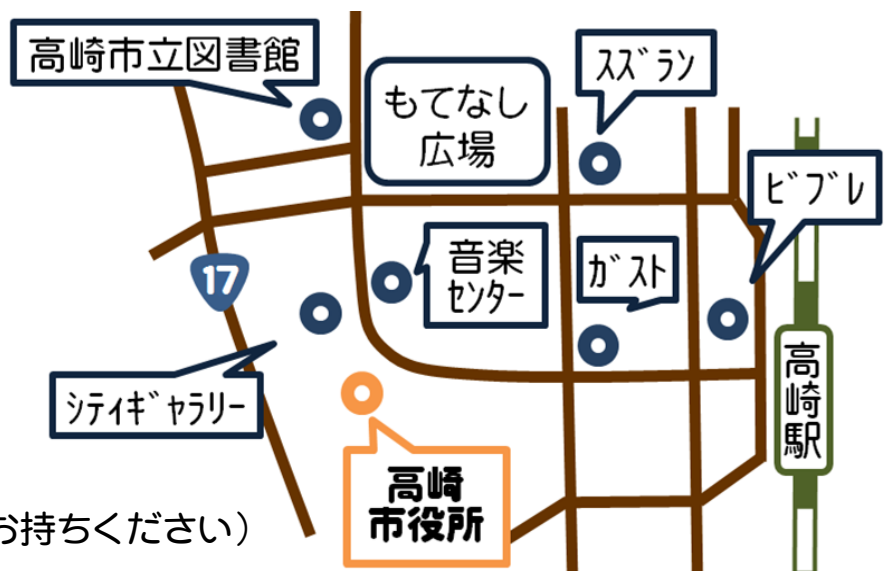 高崎市立図書館
もてなし
広場
ｽｽﾞﾗﾝ
ﾋﾞﾌﾞﾚ
音楽
ｾﾝﾀｰ
ｶﾞｽﾄ
17
ｼﾃｨｷﾞｬﾗﾘｰ
高崎駅
高崎
市役所
お持ちください）